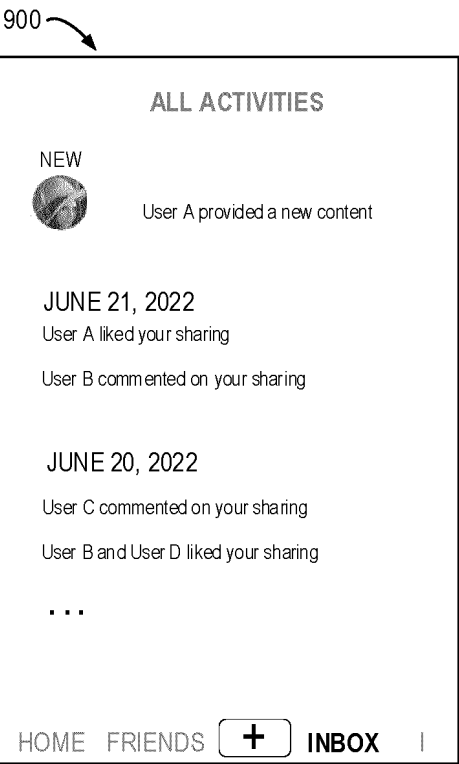 900
ALL ACTIVITIES
NEW
User A provided a new content
JUNE 21, 2022
User A liked your sharing
User B commented on your sharing
JUNE 20, 2022
User C commented on your sharing
User B and User D liked your sharing
...
HOME FRIENDS + INBOX I